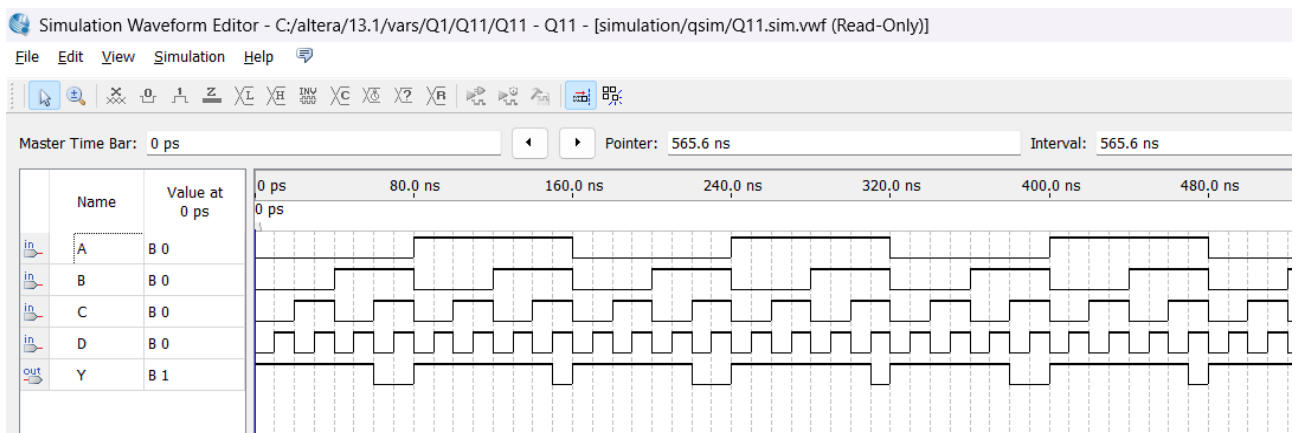 Simulation Waveform Editor - C:/altera/13.1/vars/Q1/Q11/Q11 - Q11 - [simulation/qsim/Q11.sim.vwf (Read-Only)]
File Edit View Simulation Help
Master Time Bar: 0 ps Pointer: 565.6 ns Interval: 565.6 ns
Name Value at 0 ps
0 ps 80.0 ns 160.0 ns 240.0 ns 320.0 ns 400.0 ns 480.0 ns
0 ps
in A B 0
in B B 0
in C B 0
in D B 0
out Y B 1